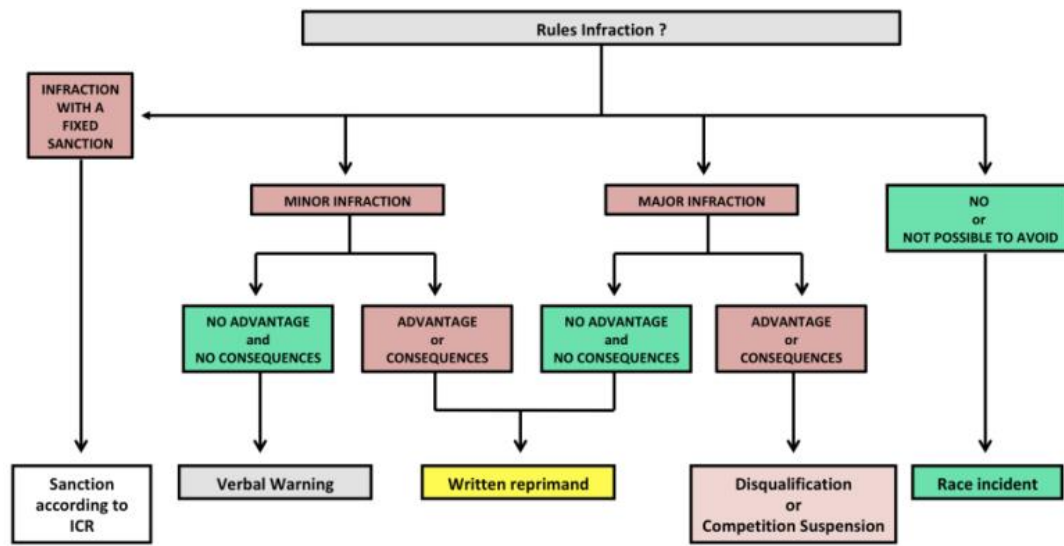 Rules Infraction ?
INFRACTION
WITH A
FIXED
SANCTION
MINOR INFRACTION
MAJOR INFRACTION
NO
or
NOT POSSIBLE TO AVOID
NO ADVANTAGE
and
NO CONSEQUENCES
ADVANTAGE
or
CONSEQUENCES
NO ADVANTAGE
and
NO CONSEQUENCES
ADVANTAGE
or
CONSEQUENCES
Sanction
according to
ICR
Verbal Warning
Written reprimand
Disqualification
or
Competition Suspension
Race incident